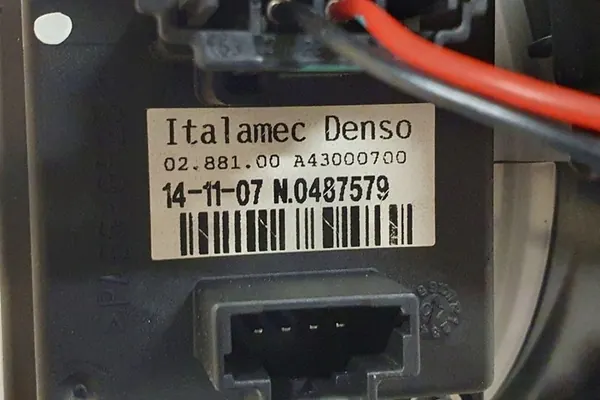 Italamec Denso
02.881.00 A43000700
14-11-07 N.0487579